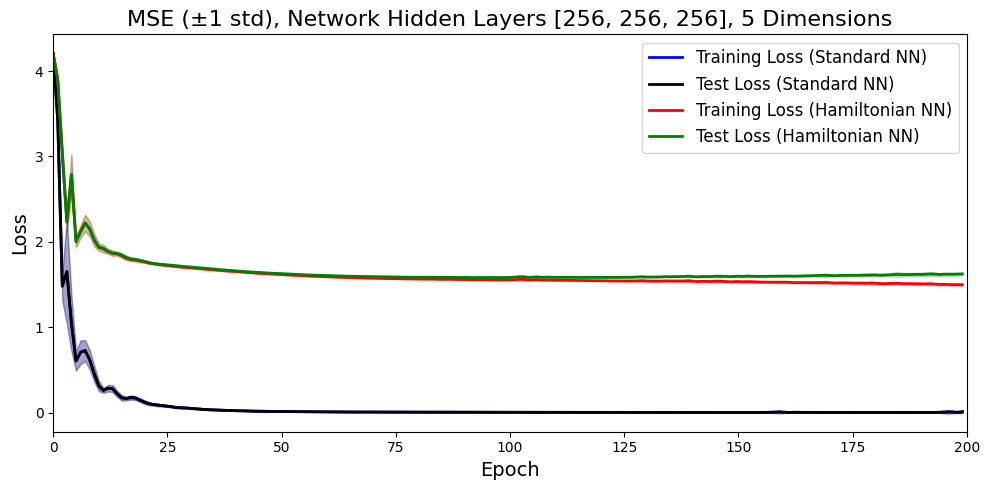 MSE (±1 std), Network Hidden Layers [256, 256, 256], 5 Dimensions
Training Loss (Standard NN)
Test Loss (Standard NN)
Training Loss (Hamiltonian NN)
Test Loss (Hamiltonian NN)
Loss
4
3
2
1
0
0 25 50 75 100 125 150 175 200
Epoch